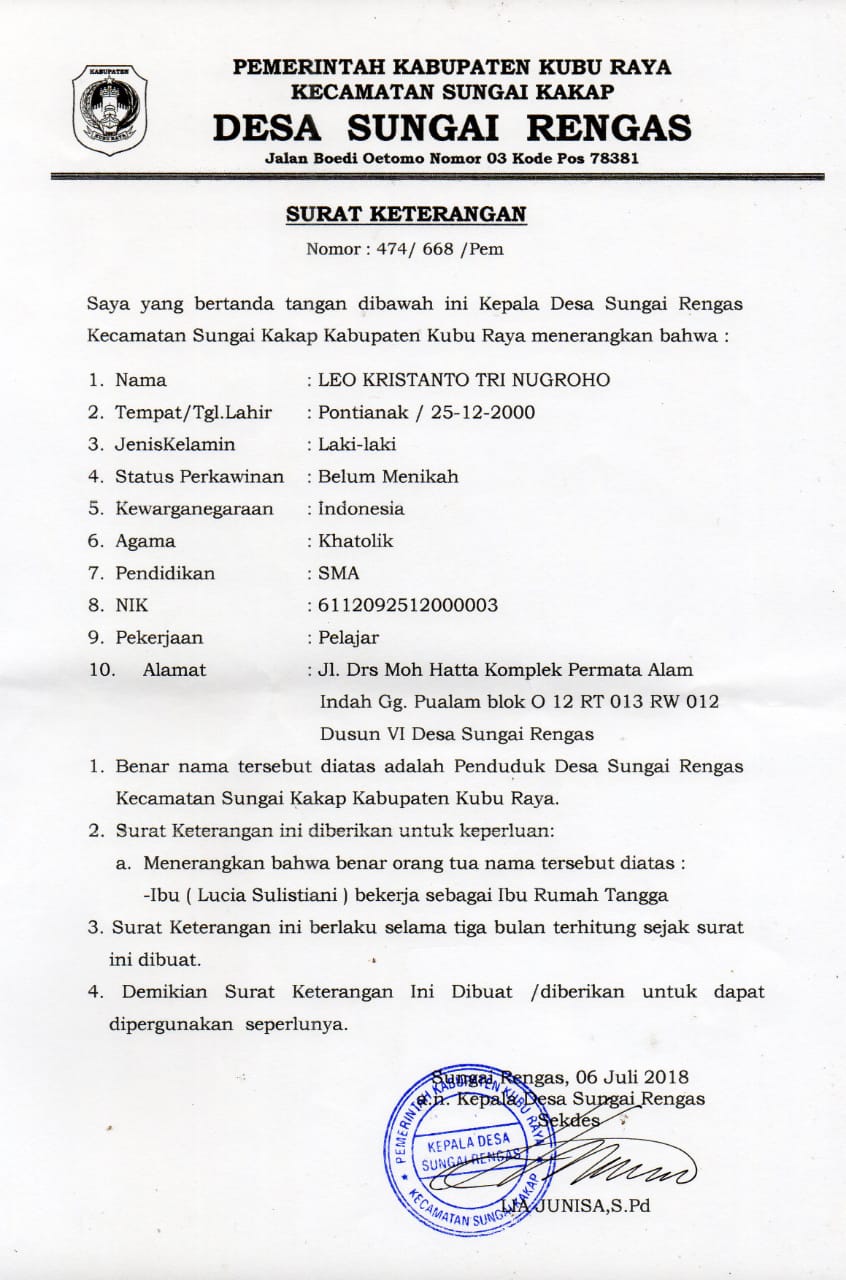 KABUPATEN
KUBU RAYA
PEMERINTAH KABUPATEN KUBU RAYA
KECAMATAN SUNGAI KAKAP
DESA SUNGAI RENGAS
Jalan Boedi Oetomo Nomor 03 Kode Pos 78381
SURAT KETERANGAN
Nomor : 474/ 668 /Pem
Saya yang bertanda tangan dibawah ini Kepala Desa Sungai Rengas
Kecamatan Sungai Kakap Kabupaten Kubu Raya menerangkan bahwa :
1. Nama : LEO KRISTANTO TRI NUGROHO
2. Tempat/Tgl.Lahir : Pontianak / 25-12-2000
3. JenisKelamin : Laki-laki
4. Status Perkawinan : Belum Menikah
5. Kewarganegaraan : Indonesia
6. Agama : Khatolik
7. Pendidikan : SMA
8. NIK : 6112092512000003
9. Pekerjaan : Pelajar
10. Alamat : Jl. Drs Moh Hatta Komplek Permata Alam
Indah Gg. Pualam blok O 12 RT 013 RW 012
Dusun VI Desa Sungai Rengas
1. Benar nama tersebut diatas adalah Penduduk Desa Sungai Rengas
Kecamatan Sungai Kakap Kabupaten Kubu Raya.
2. Surat Keterangan ini diberikan untuk keperluan:
a. Menerangkan bahwa benar orang tua nama tersebut diatas :
-Ibu ( Lucia Sulistiani ) bekerja sebagai Ibu Rumah Tangga
3. Surat Keterangan ini berlaku selama tiga bulan terhitung sejak surat
ini dibuat.
4. Demikian Surat Keterangan Ini Dibuat /diberikan untuk dapat
dipergunakan seperlunya.
Sungai Rengas, 06 Juli 2018
a.n. Kepala Desa Sungai Rengas
Sekdes
PEMERINTAH KABUPATEN KUBU RAYA
KEPALA DESA
SUNGAI RENGAS
KECAMATAN SUNGAI KAKAP
LIA JUNISA,S.Pd